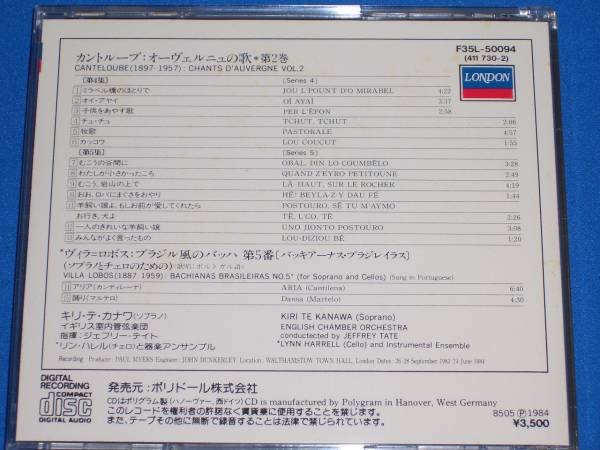 カントルーブ：オーヴェルニュの歌*第2巻
CANTELOUBE(1897-1957): CHANTS D'AUVERGNE VOL.2
F35L-50094
(411 730-2)
LONDON
[第4集] [Series 4]
1 ミラベル橋のほとりで JOU L'POUNT D'O MIRABEL 4:22
2 オイ・アヤイ OÏ AYAÏ 3:37
3 子供をあやす歌 PER L'ÈFON 2:58
4 チュ・チュ TCHUT, TCHUT 2:06
5 牧歌 PASTORALE 4:57
6 カッコウ LOU COUCUT 1:55
[第5集] [Series 5]
7 むこうの谷間に OBAL, DIN LO COUMBÈLO 3:28
8 わたしが小さかったころ QUAND Z'EYRO PETITOUNE 2:49
9 むこう、岩山の上で LÀ-HAUT, SUR LE ROCHER 4:19
10 おお、ロバにまぐさをおやり HÉ! BEYLA-Z-Y DAU FÈ 1:44
11 羊飼い娘よ、もしお前が愛してくれたら POSTOURO, SÈ TU M'AYMO
お行き、犬よ TÈ, L'CO, TÈ 2:26
12 一人のきれいな羊飼い娘 UNO JIONTO POSTOURO 3:08
13 みんながよく言ったもの LOU-DIZIOU BÈ 1:20
*ヴィラ=ロボス：ブラジル風のバッハ 第5番[バッキアーナス・ブラジレイラス]
(ソプラノとチェロのための)(歌唱：ポルトガル語)
VILLA LOBOS(1887-1959): BACHIANAS BRASILEIRAS NO.5* (for Soprano and Cellos) (Sung in Portuguese)
14 アリア(カンティレーナ) ARIA (Cantilena) 6:40
15 踊り(マルテロ) Dansa (Martelo) 4:30
キリ・テ・カナワ(ソプラノ) KIRI TE KANAWA (Soprano)
イギリス室内管弦楽団 ENGLISH CHAMBER ORCHESTRA
指揮：ジェフリー・テイト conducted by JEFFREY TATE
*リン・ハレル(チェロ)と器楽アンサンブル *LYNN HARRELL (Cello) and Instrumental Ensemble
Recording: Producer: PAUL MYERS Engineer: JOHN DUNKERLEY Location: WALTHAMSTOW TOWN HALL, London Dates: 26-28 September 1983/24 June 1984
DIGITAL RECORDING
COMPACT disc DIGITAL AUDIO
発売元：ポリドール株式会社
CDはポリグラム製(ハノーヴァー、西ドイツ)CD is manufactured by Polygram in Hanover, West Germany
このレコードを権利者の許諾なく賃貸業に使用することを禁じます。
また、テープその他に無断で録音することは法律で禁じられています。
8505 Ⓟ1984
¥3,500